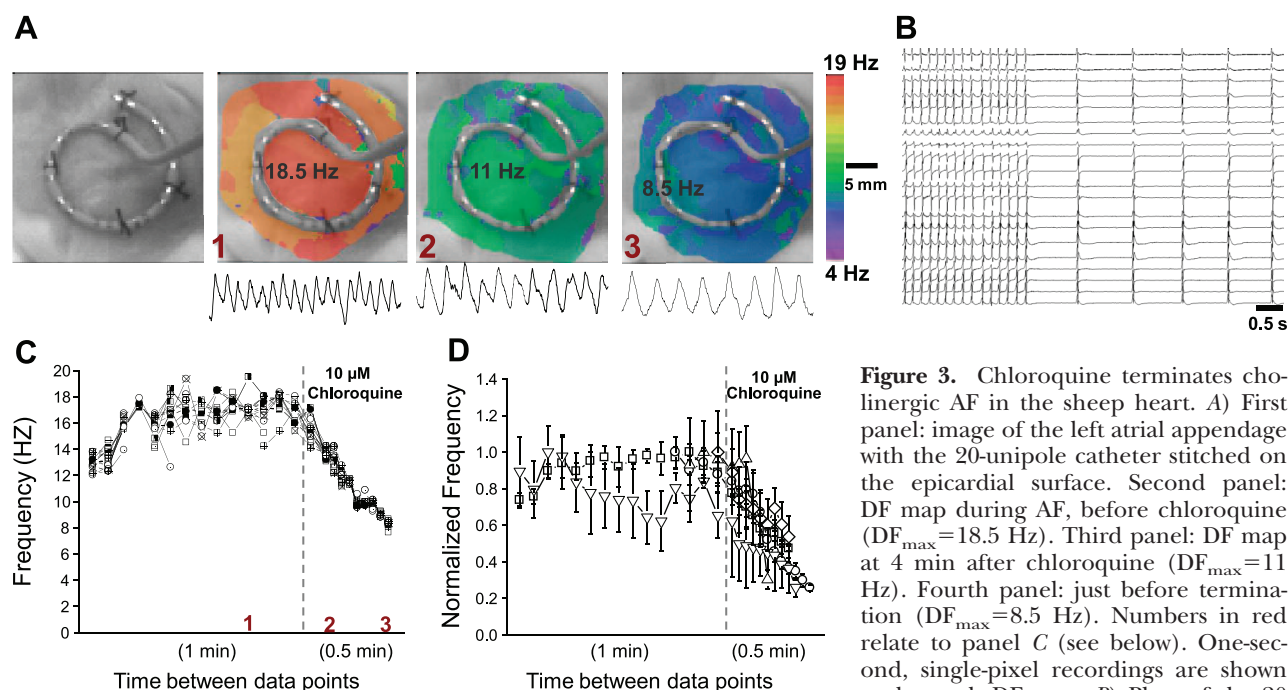 A
B
19 Hz
18.5 Hz
11 Hz
8.5 Hz
5 mm
1
2
3
4 Hz
0.5 s
C
20
18
16
14
12
10
8
6
4
2
0
Frequency (HZ)
10 µM
Chloroquine
1
2
3
(1 min)
(0.5 min)
Time between data points
D
1.4
1.2
1.0
0.8
0.6
0.4
0.2
0.0
Normalized Frequency
10 µM
Chloroquine
(1 min)
(0.5 min)
Time between data points
Figure 3. Chloroquine terminates cho-
linergic AF in the sheep heart. A) First
panel: image of the left atrial appendage
with the 20-unipole catheter stitched on
the epicardial surface. Second panel:
DF map during AF, before chloroquine
(DFmax=18.5 Hz). Third panel: DF map
at 4 min after chloroquine (DFmax=11
Hz). Fourth panel: just before termina-
tion (DFmax=8.5 Hz). Numbers in red
relate to panel C (see below). One-sec-
ond, single-pixel recordings are shown